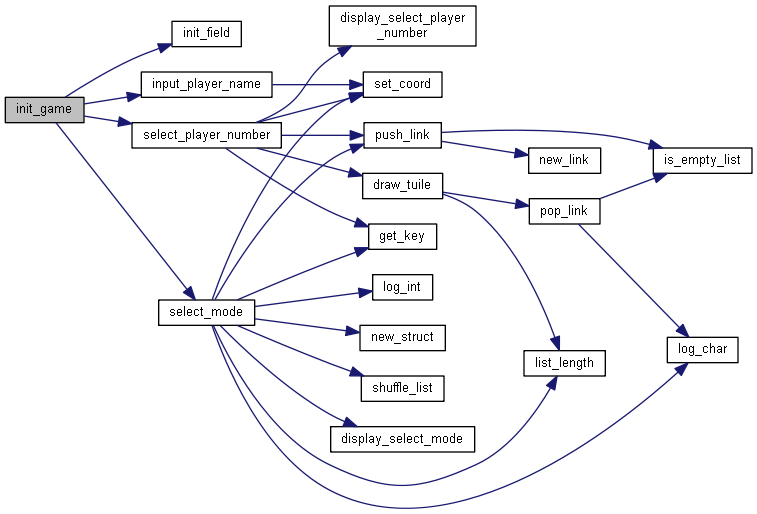 init_game
init_field
input_player_name
select_player_number
select_mode
display_select_player
_number
set_coord
push_link
draw_tuile
get_key
log_int
new_struct
shuffle_list
display_select_mode
new_link
pop_link
list_length
is_empty_list
log_char